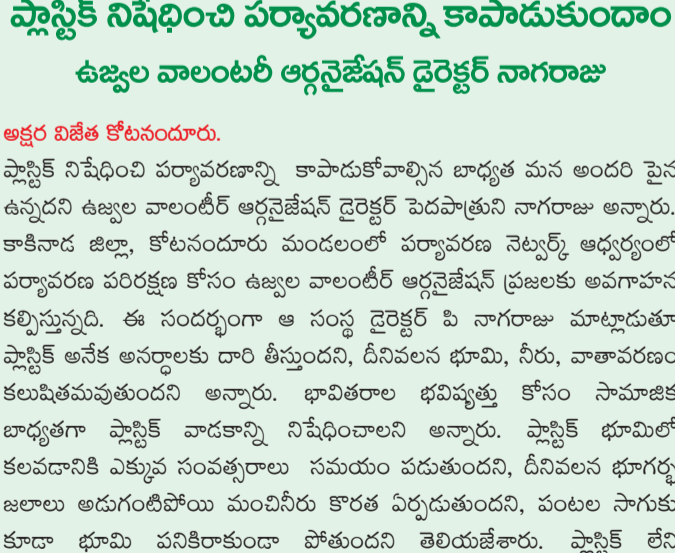 ప్లాస్టిక్ నిషేధించి పర్యావరణాన్ని కాపాడుకుందాం
ఉజ్వల వాలంటరీ ఆర్గనైజేషన్ డైరెక్టర్ నాగరాజు
అక్షర విజేత కోటనందూరు.
ప్లాస్టిక్ నిషేధించి పర్యావరణాన్ని కాపాడుకోవాల్సిన బాధ్యత మన అందరి పైన
ఉన్నదని ఉజ్వల వాలంటీర్ ఆర్గనైజేషన్ డైరెక్టర్ పెదపాత్రుని నాగరాజు అన్నారు.
కాకినాడ జిల్లా, కోటనందూరు మండలంలో పర్యావరణ నెట్వర్క్ ఆధ్వర్యంలో
పర్యావరణ పరిరక్షణ కోసం ఉజ్వల వాలంటీర్ ఆర్గనైజేషన్ ప్రజలకు అవగాహన
కల్పిస్తున్నది. ఈ సందర్భంగా ఆ సంస్థ డైరెక్టర్ పి నాగరాజు మాట్లాడుతూ
ప్లాస్టిక్ అనేక అనర్ధాలకు దారి తీస్తుందని, దీనివలన భూమి, నీరు, వాతావరణం
కలుషితమవుతుందని అన్నారు. భావితరాల భవిష్యత్తు కోసం సామాజిక
బాధ్యతగా ప్లాస్టిక్ వాడకాన్ని నిషేధించాలని అన్నారు. ప్లాస్టిక్ భూమిలో
కలవడానికి ఎక్కువ సంవత్సరాలు సమయం పడుతుందని, దీనివలన భూగర్భ
జలాలు అడుగంటిపోయి మంచినీరు కొరత ఏర్పడుతుందని, పంటల సాగుకు
కూడా భూమి పనికిరాకుండా పోతుందని తెలియజేశారు. ప్లాస్టిక్ లేని